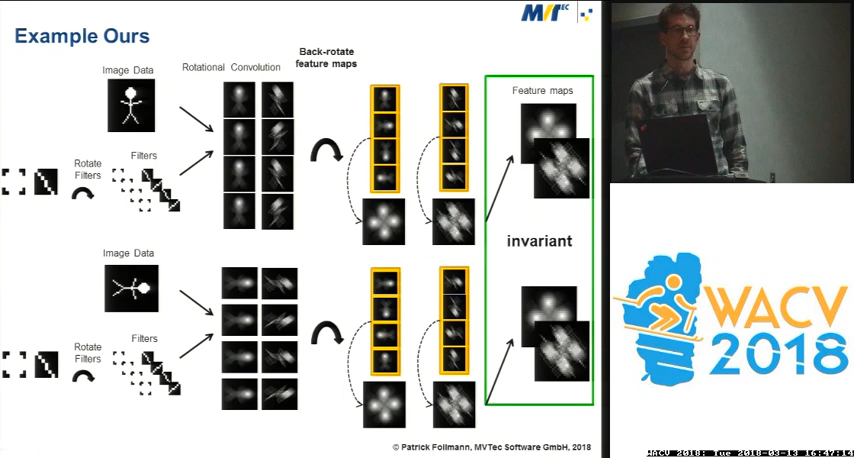 MVTEC
Example Ours
Image Data
Rotational Convolution
Back-rotate
feature maps
Feature maps
Rotate
Filters
Filters
invariant
Image Data
Rotate
Filters
Filters
© Patrick Follmann, MVTec Software GmbH, 2018
WACV
2018
WACV 2018: Tue 2018-03-13 16:47:14